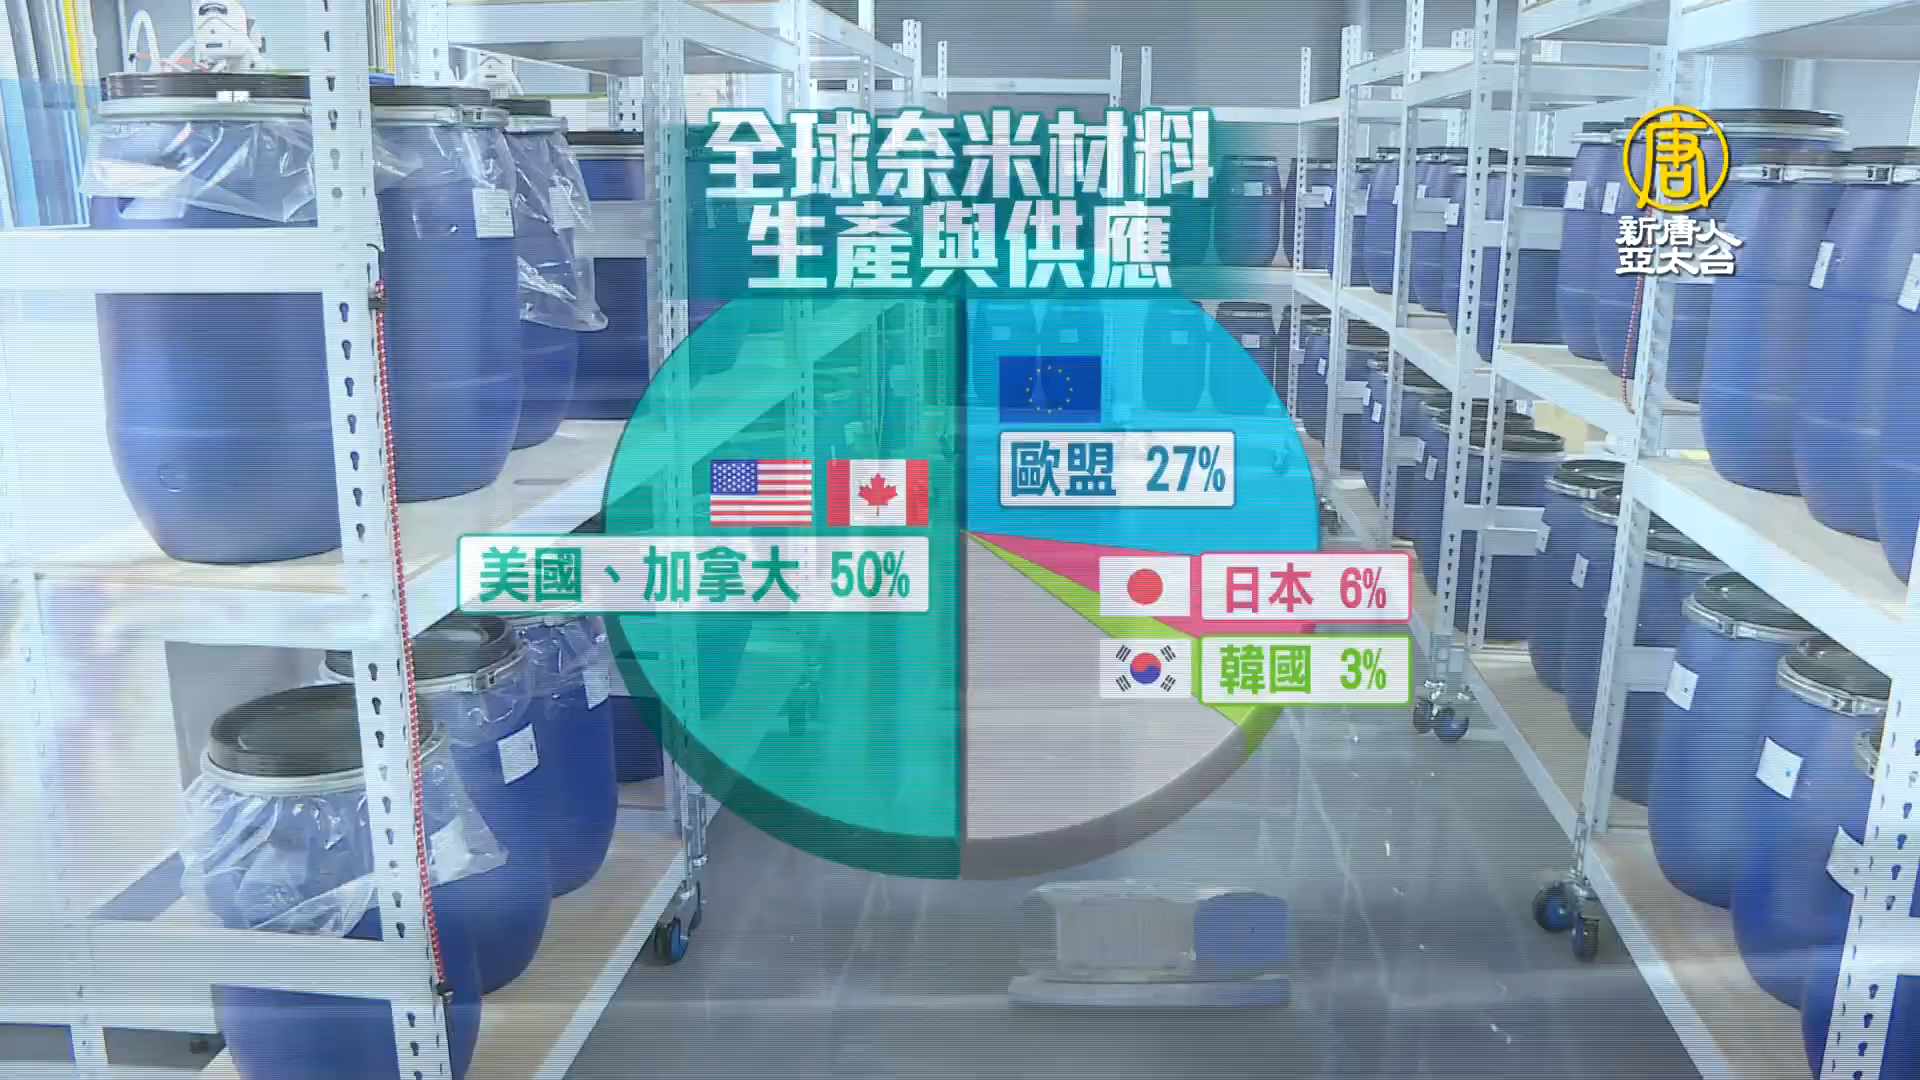 全球奈米材料
生產與供應
唐
新唐人
亞太台
歐盟 27%
美國、加拿大 50%
日本 6%
韓國 3%